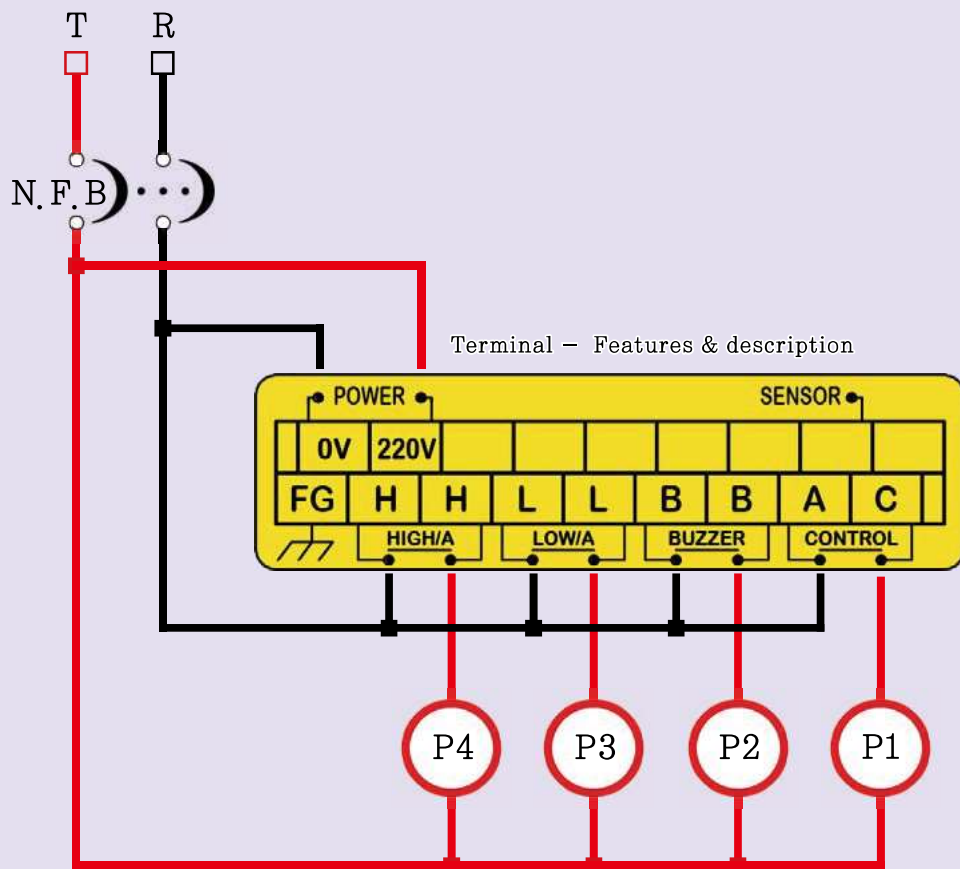 T R
N.F.B
Terminal - Features & description
POWER SENSOR
0V 220V
FG H H L L B B A C
HIGH/A LOW/A BUZZER CONTROL
P4 P3 P2 P1